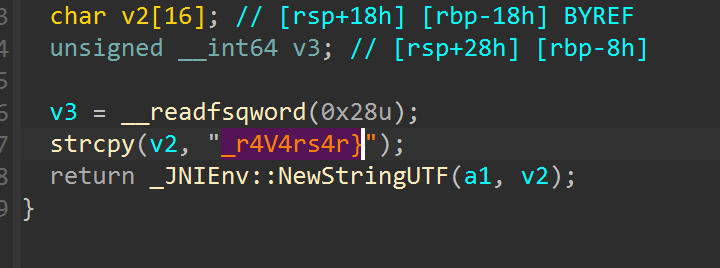 3 char v2[16]; // [rsp+18h] [rbp-18h] BYREF
4 unsigned __int64 v3; // [rsp+28h] [rbp-8h]
5
6 v3 = __readfsqword(0x28u);
7 strcpy(v2, "_r4V4rs4r}");
8 return _JNIEnv::NewStringUTF(a1, v2);
9 }